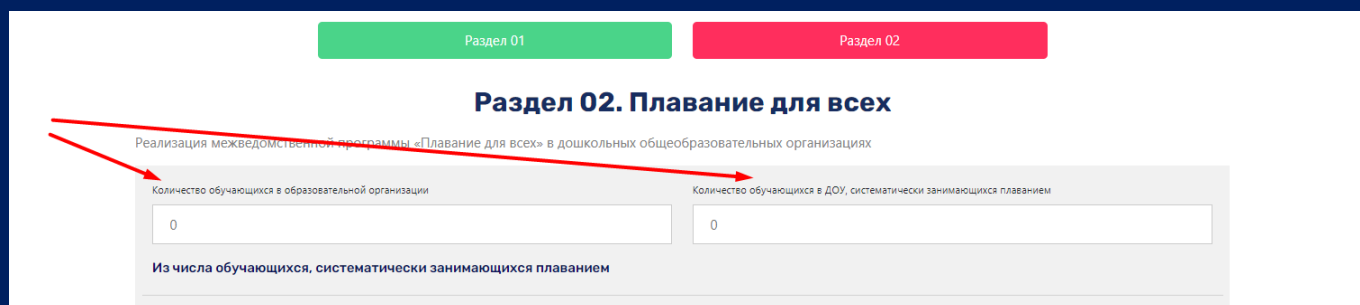 Раздел 01
Раздел 02
Раздел 02. Плавание для всех
Реализация межведомственной программы «Плавание для всех» в дошкольных общеобразовательных организациях
Количество обучающихся в образовательной организации
Количество обучающихся в ДОУ, систематически занимающихся плаванием
0
0
Из числа обучающихся, систематически занимающихся плаванием